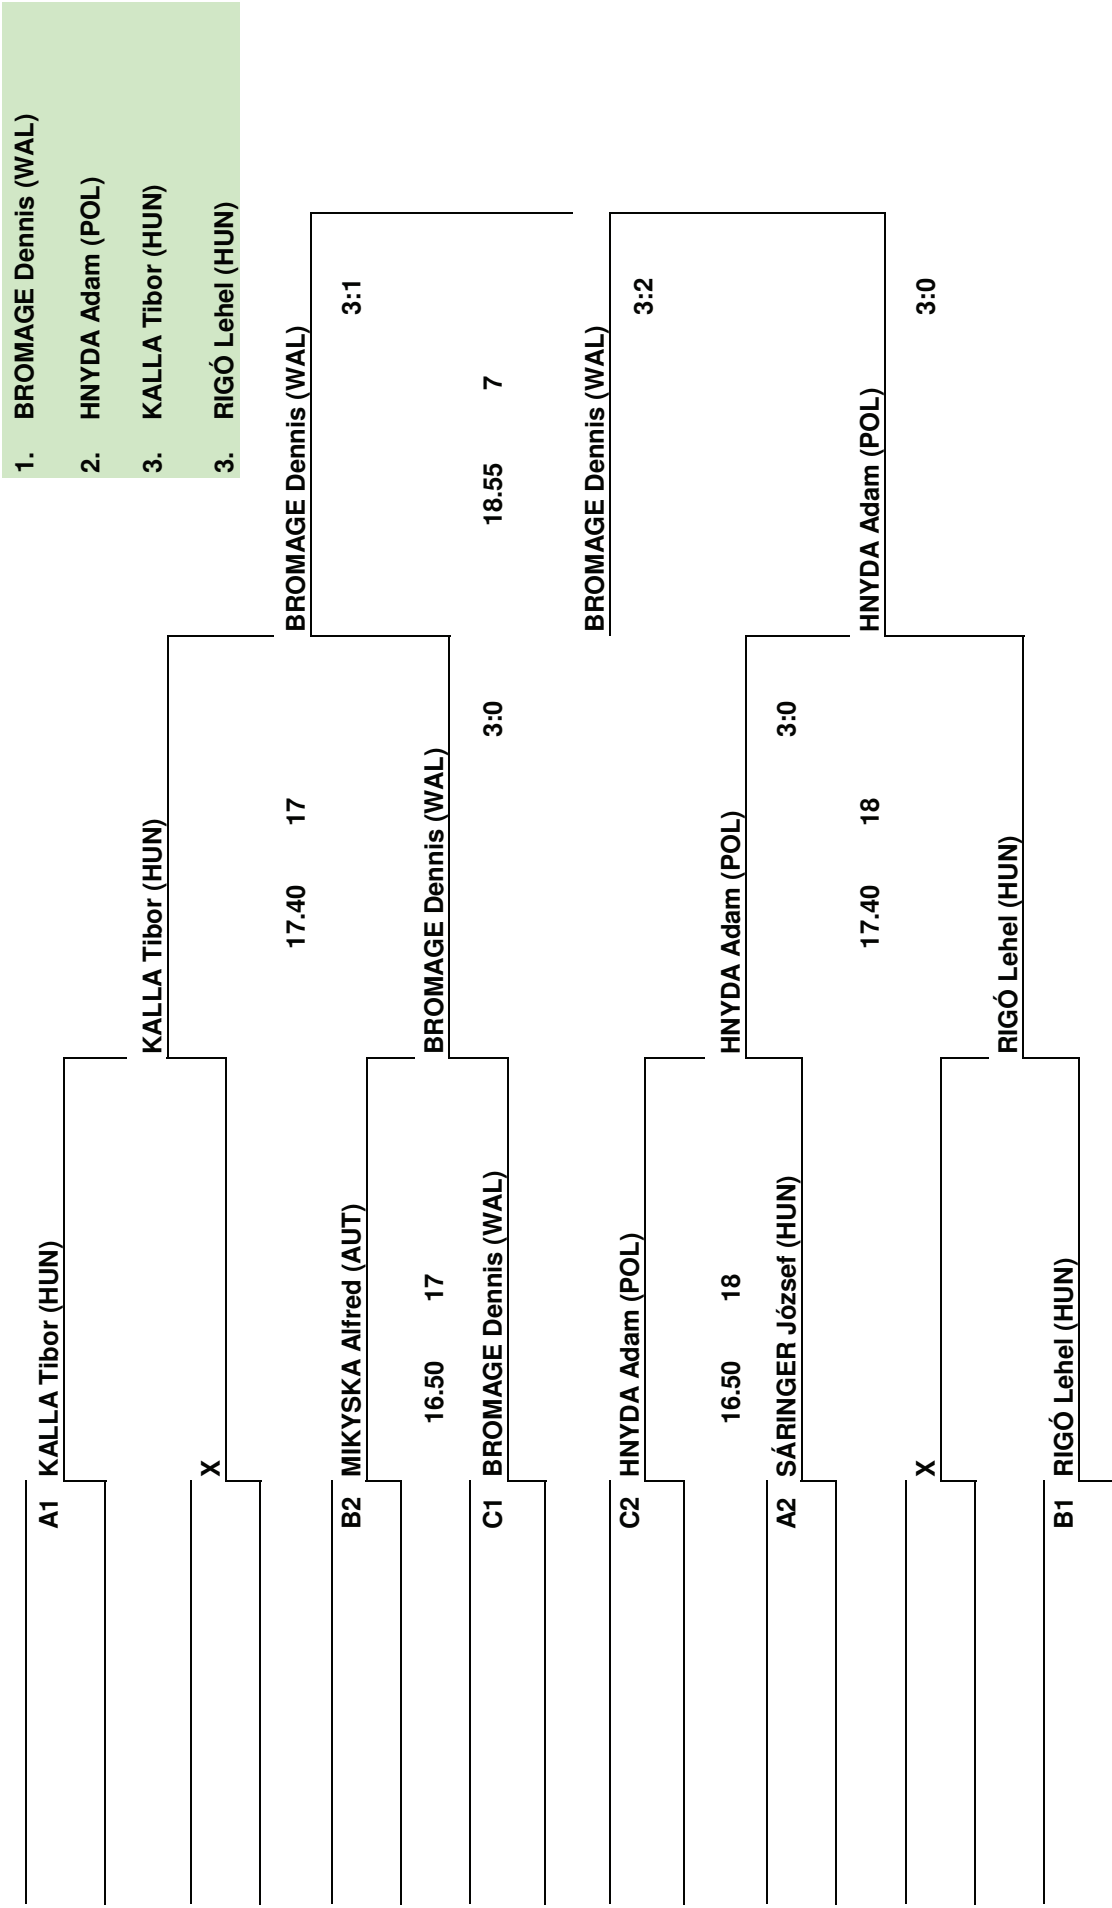 1. BROMAGE Dennis (WAL)
2. HNYDA Adam (POL)
3. KALLA Tibor (HUN)
3. RIGÓ Lehel (HUN)
A1 KALLA Tibor (HUN)
KALLA Tibor (HUN)
X
17.40 17
BROMAGE Dennis (WAL)
3:1
B2 MIKYSKA Alfred (AUT)
16.50 17
BROMAGE Dennis (WAL)
C1 BROMAGE Dennis (WAL)
3:0
18.55 7
BROMAGE Dennis (WAL)
3:2
C2 HNYDA Adam (POL)
16.50 18
HNYDA Adam (POL)
A2 SÁRINGER József (HUN)
3:0
17.40 18
HNYDA Adam (POL)
3:0
X
RIGÓ Lehel (HUN)
B1 RIGÓ Lehel (HUN)